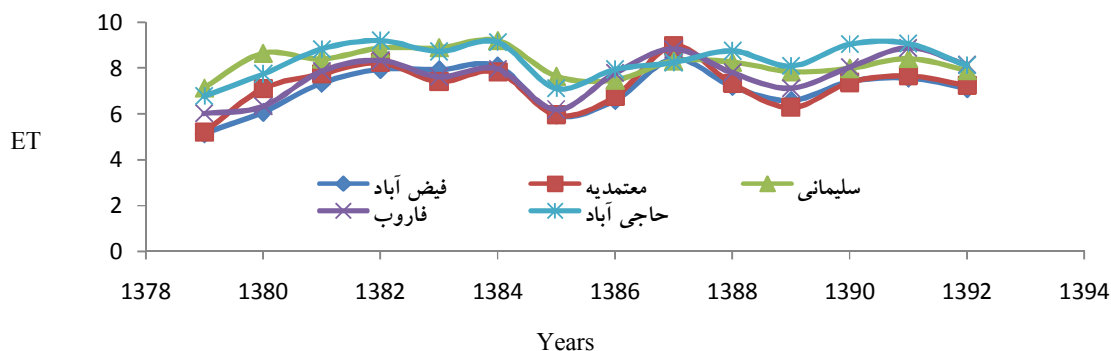 10
8
6
4
2
0
ET
فیض آباد
معتمدیه
سلیمانی
فاروب
حاجی آباد
1378 1380 1382 1384 1386 1388 1390 1392 1394
Years